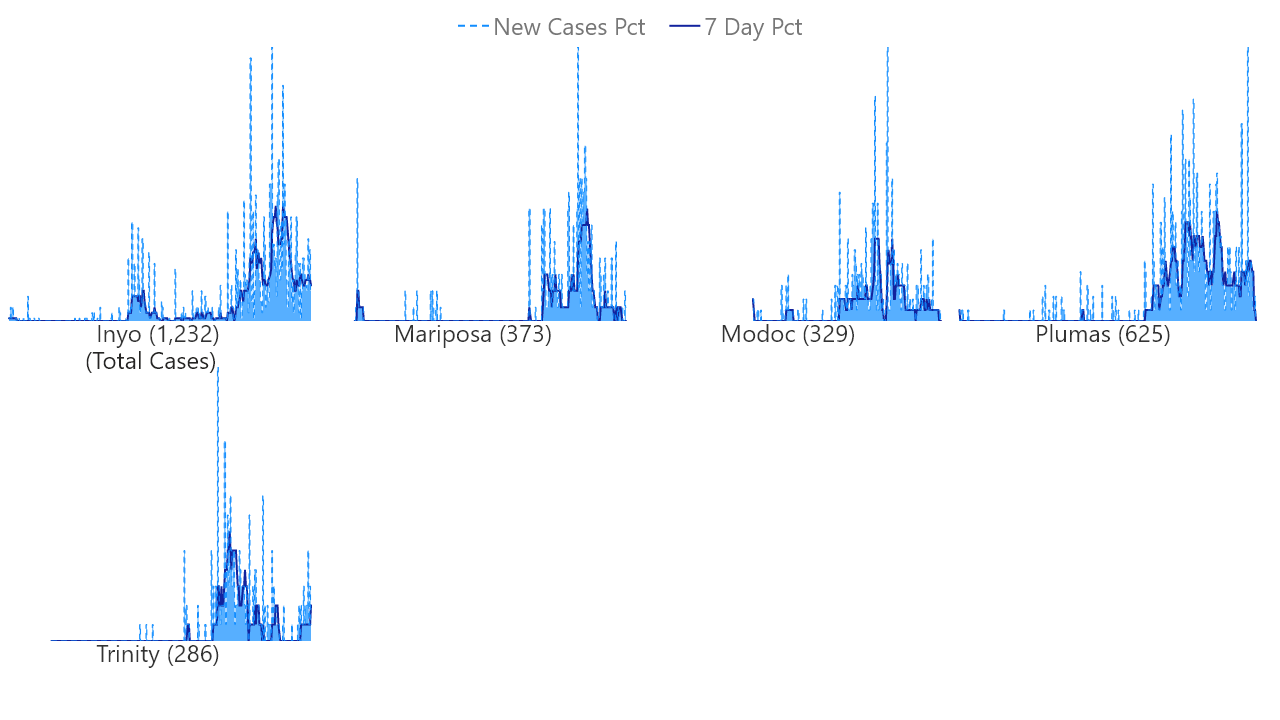 New Cases Pct 7 Day Pct
Inyo (1,232) Mariposa (373) Modoc (329) Plumas (625)
(Total Cases)
Trinity (286)